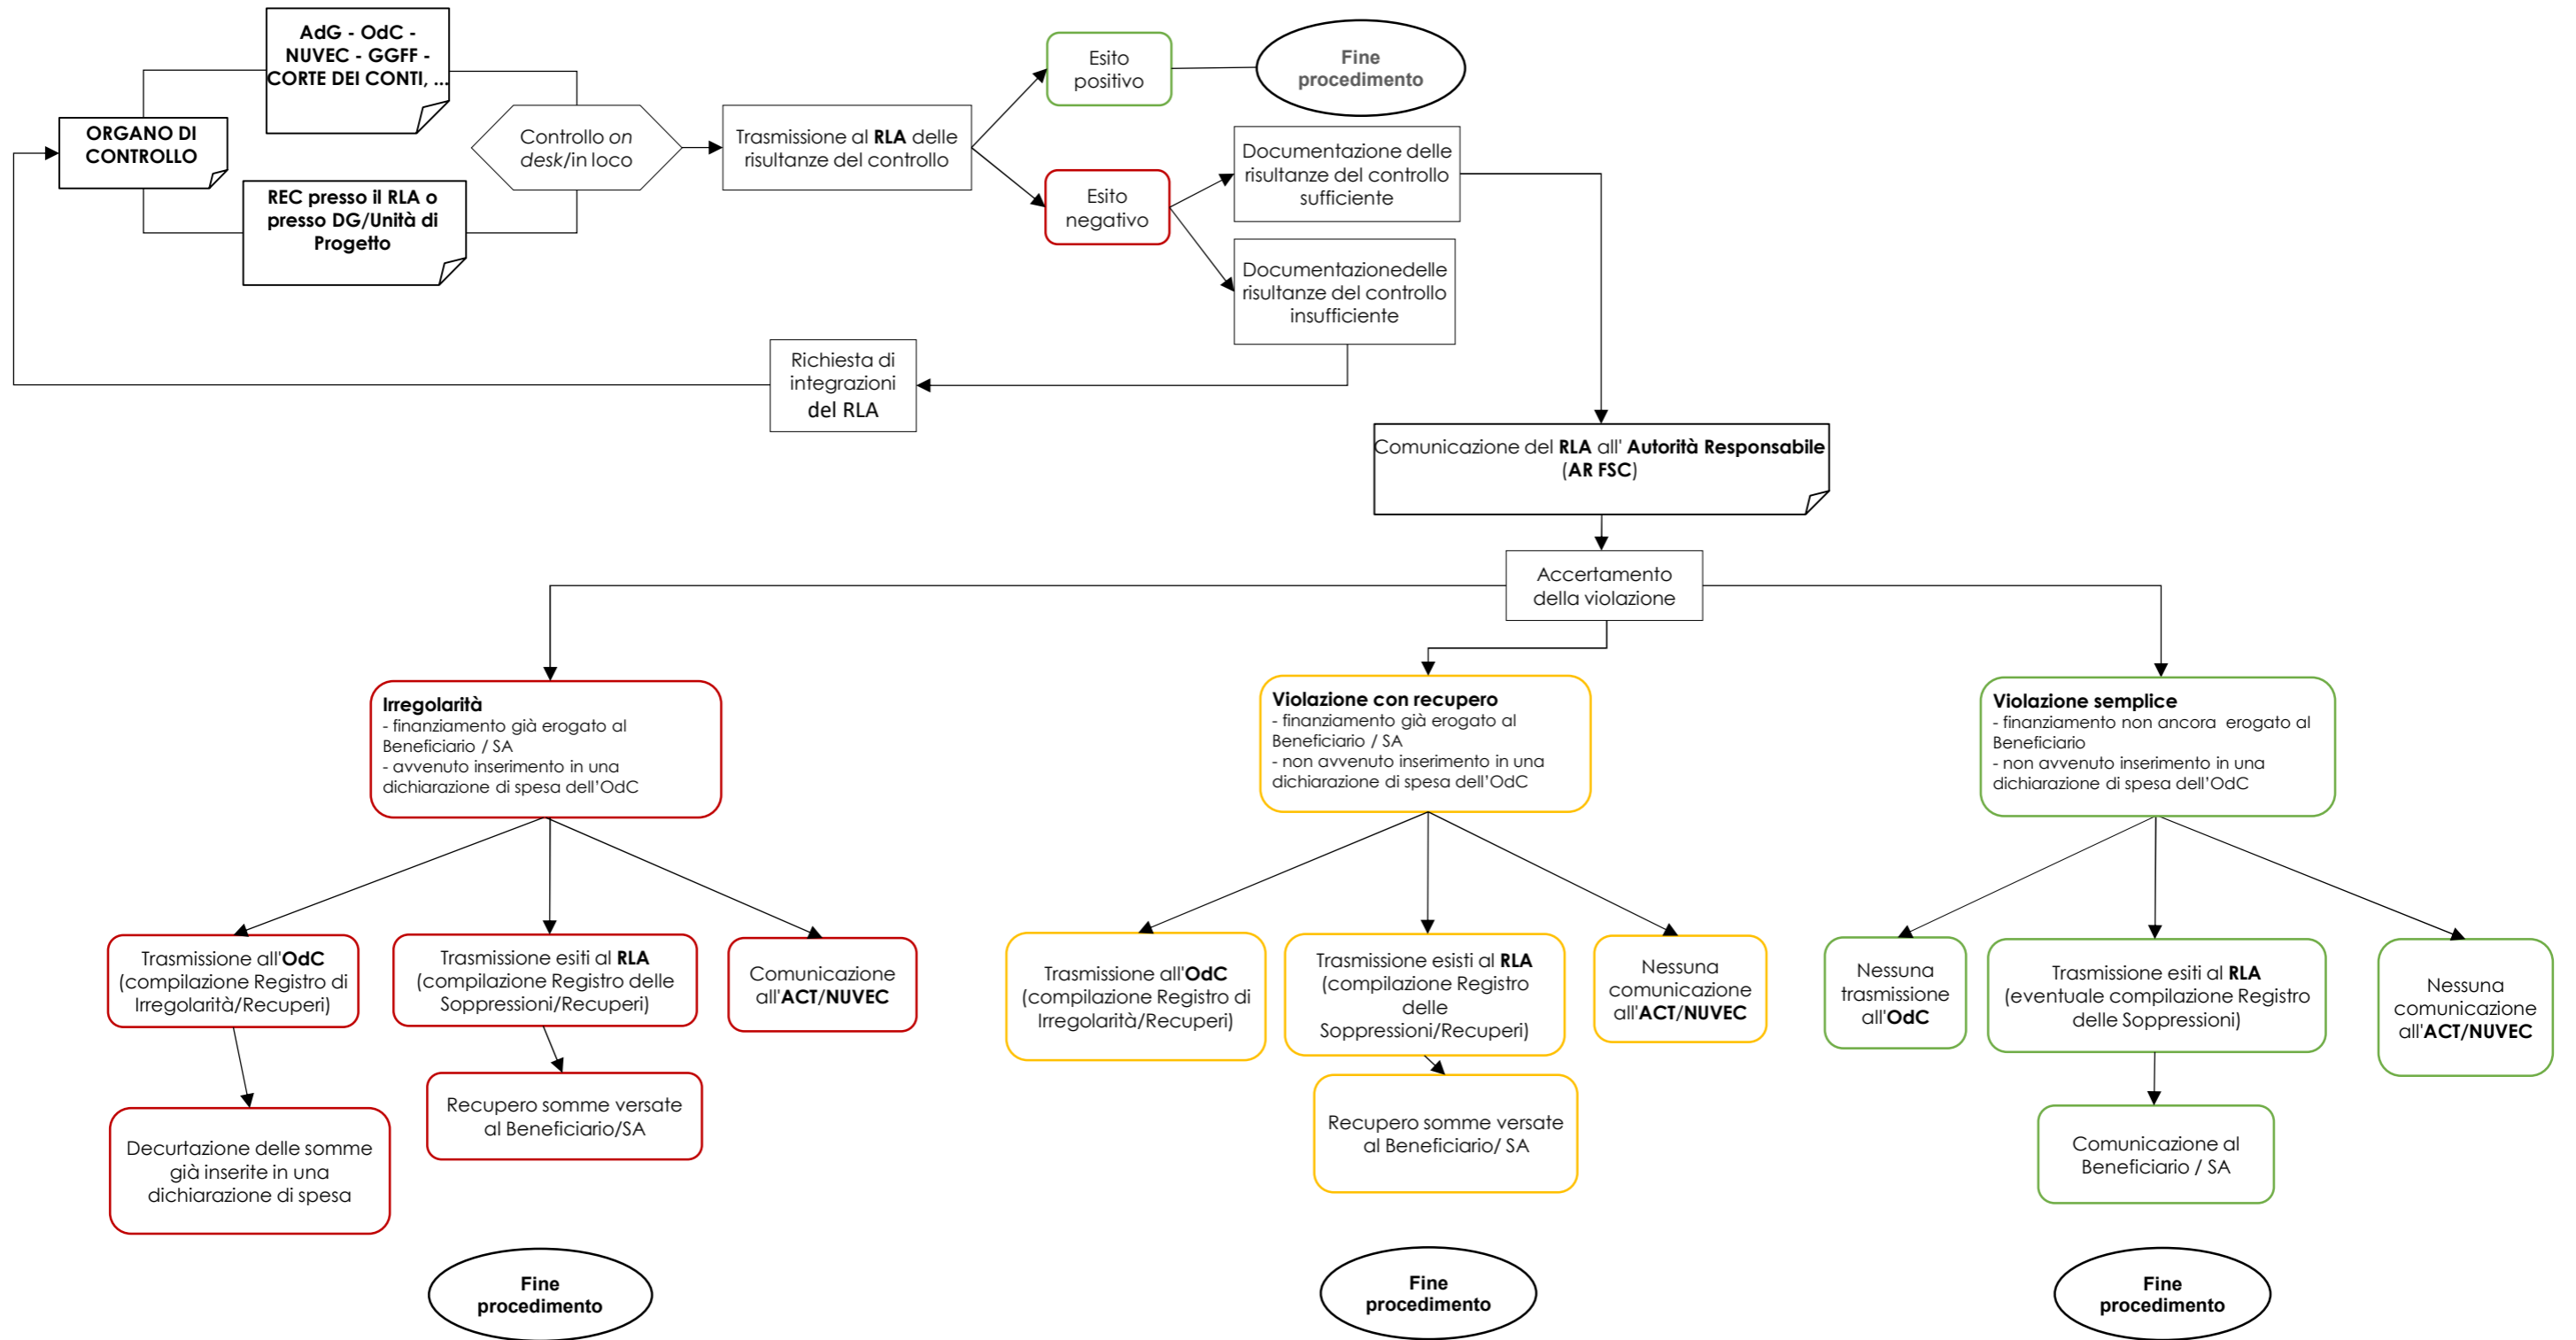 AdG - OdC -
NUVEC - GGFF -
CORTE DEI CONTI, ...
ORGANO DI
CONTROLLO
REC presso il RLA o
presso DG/Unità di
Progetto
Controllo on
desk/in loco
Trasmissione al RLA delle
risultanze del controllo
Esito
positivo
Fine
procedimento
Esito
negativo
Documentazione delle
risultanze del controllo
sufficiente
Documentazionedelle
risultanze del controllo
insufficiente
Richiesta di
integrazioni
del RLA
Comunicazione del RLA all' Autorità Responsabile
(AR FSC)
Accertamento
della violazione
Irregolarità
- finanziamento già erogato al
Beneficiario / SA
- avvenuto inserimento in una
dichiarazione di spesa dell'OdC
Violazione con recupero
- finanziamento già erogato al
Beneficiario / SA
- non avvenuto inserimento in una
dichiarazione di spesa dell'OdC
Violazione semplice
- finanziamento non ancora erogato al
Beneficiario
- non avvenuto inserimento in una
dichiarazione di spesa dell'OdC
Trasmissione all'OdC
(compilazione Registro di
Irregolarità/Recuperi)
Trasmissione esiti al RLA
(compilazione Registro delle
Soppressioni/Recuperi)
Comunicazione
all'ACT/NUVEC
Trasmissione all'OdC
(compilazione Registro di
Irregolarità/Recuperi)
Trasmissione esisti al RLA
(compilazione Registro
delle
Soppressioni/Recuperi)
Nessuna
comunicazione
all'ACT/NUVEC
Nessuna
trasmissione
all'OdC
Trasmissione esiti al RLA
(eventuale compilazione Registro
delle Soppressioni)
Nessuna
comunicazione
all'ACT/NUVEC
Decurtazione delle somme
già inserite in una
dichiarazione di spesa
Recupero somme versate
al Beneficiario/SA
Recupero somme versate
al Beneficiario/ SA
Comunicazione al
Beneficiario / SA
Fine
procedimento
Fine
procedimento
Fine
procedimento